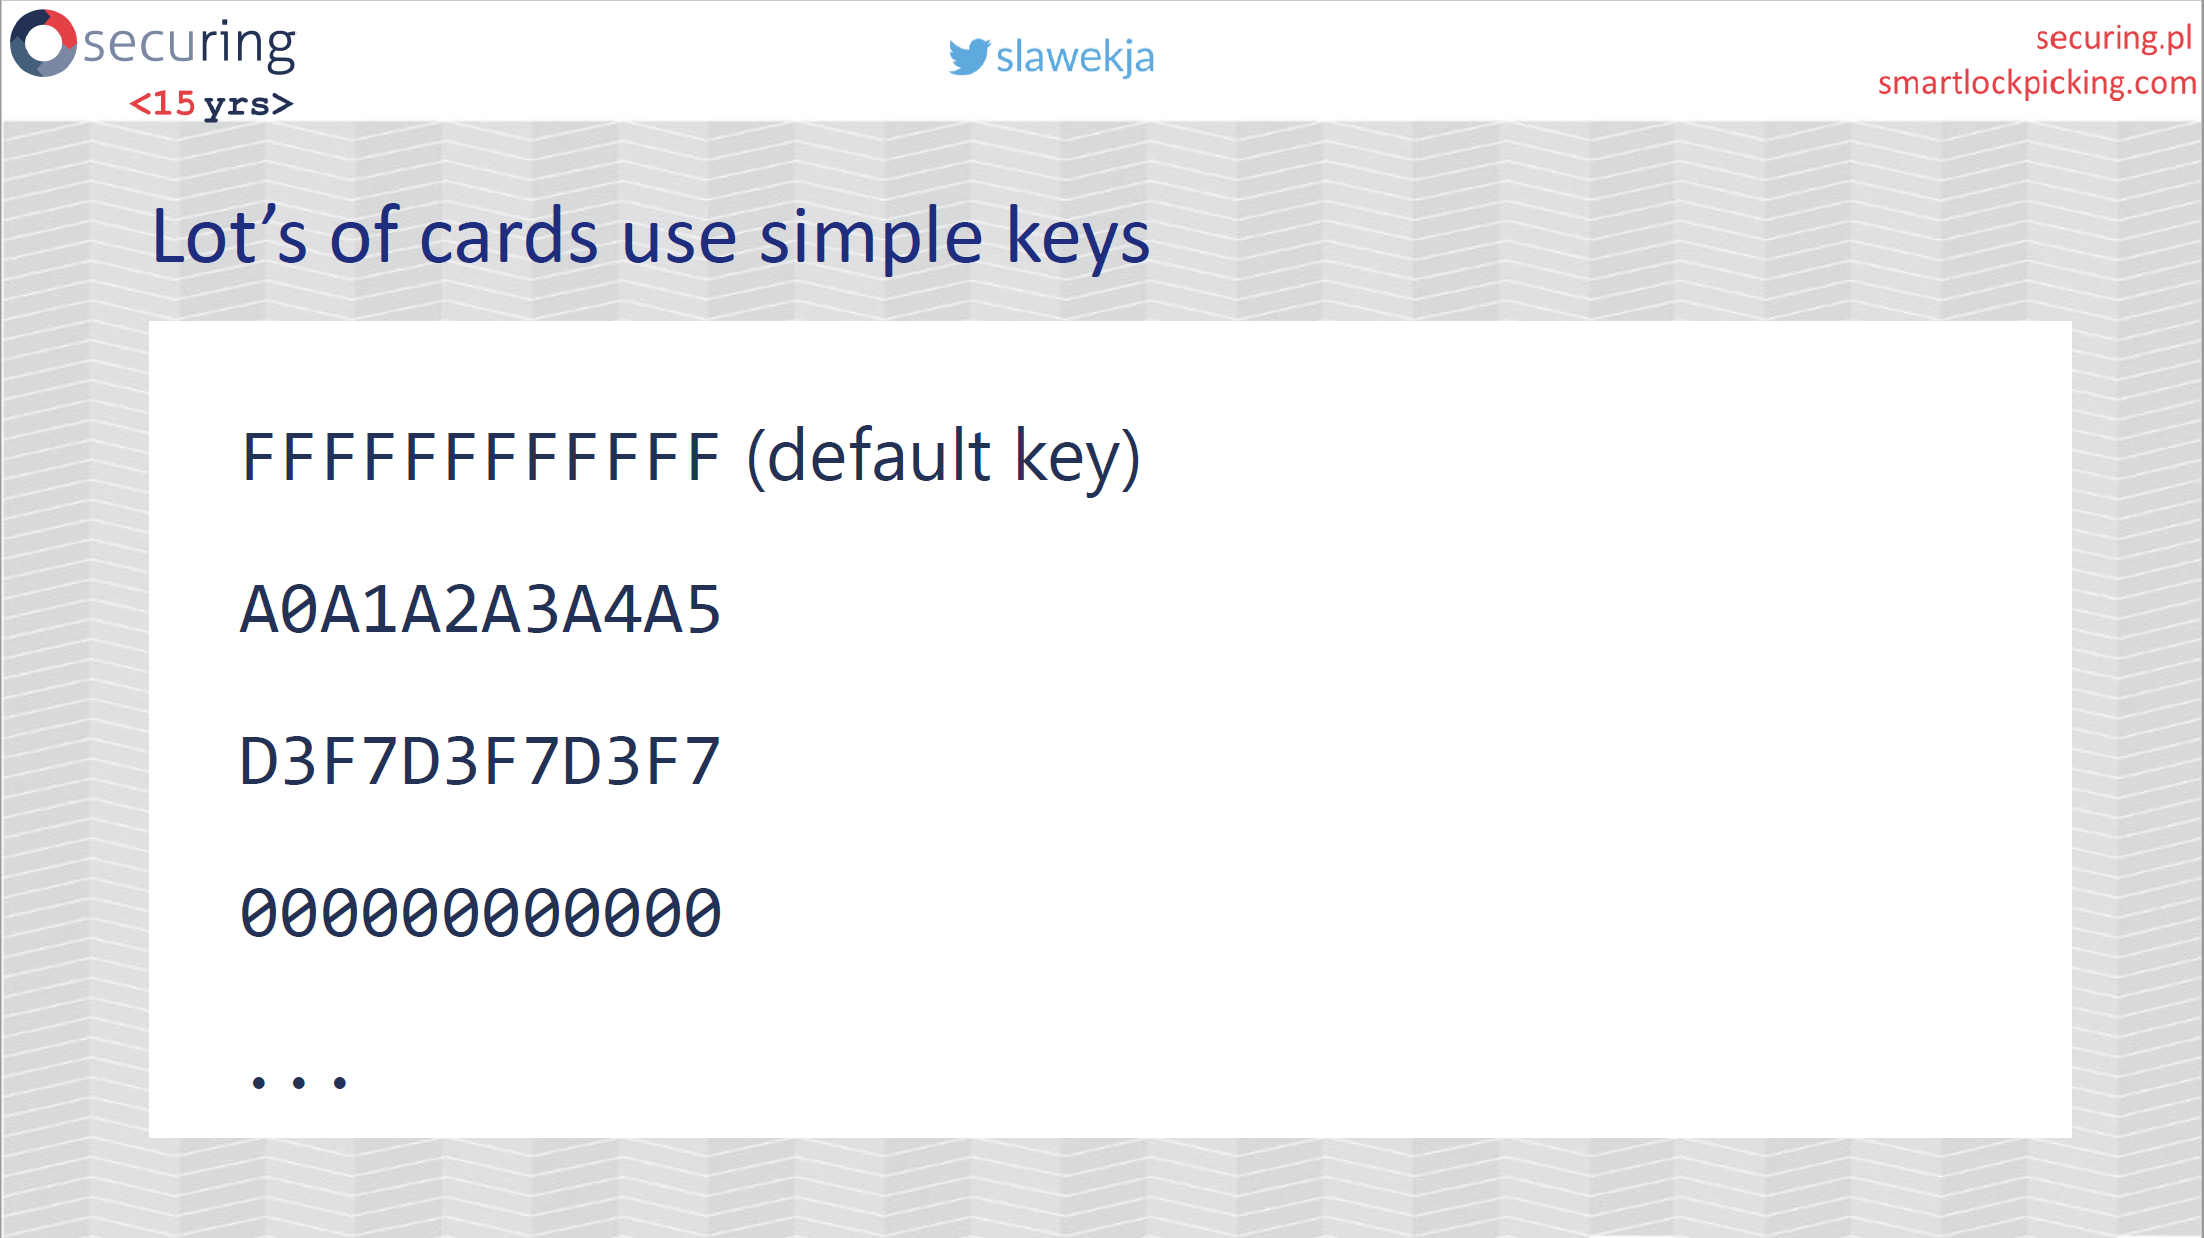 securing
<15 yrs>
slawekja
securing.pl
smartlockpicking.com
Lot’s of cards use simple keys
FFFFFFFFFFFF (default key)
A0A1A2A3A4A5
D3F7D3F7D3F7
000000000000
...